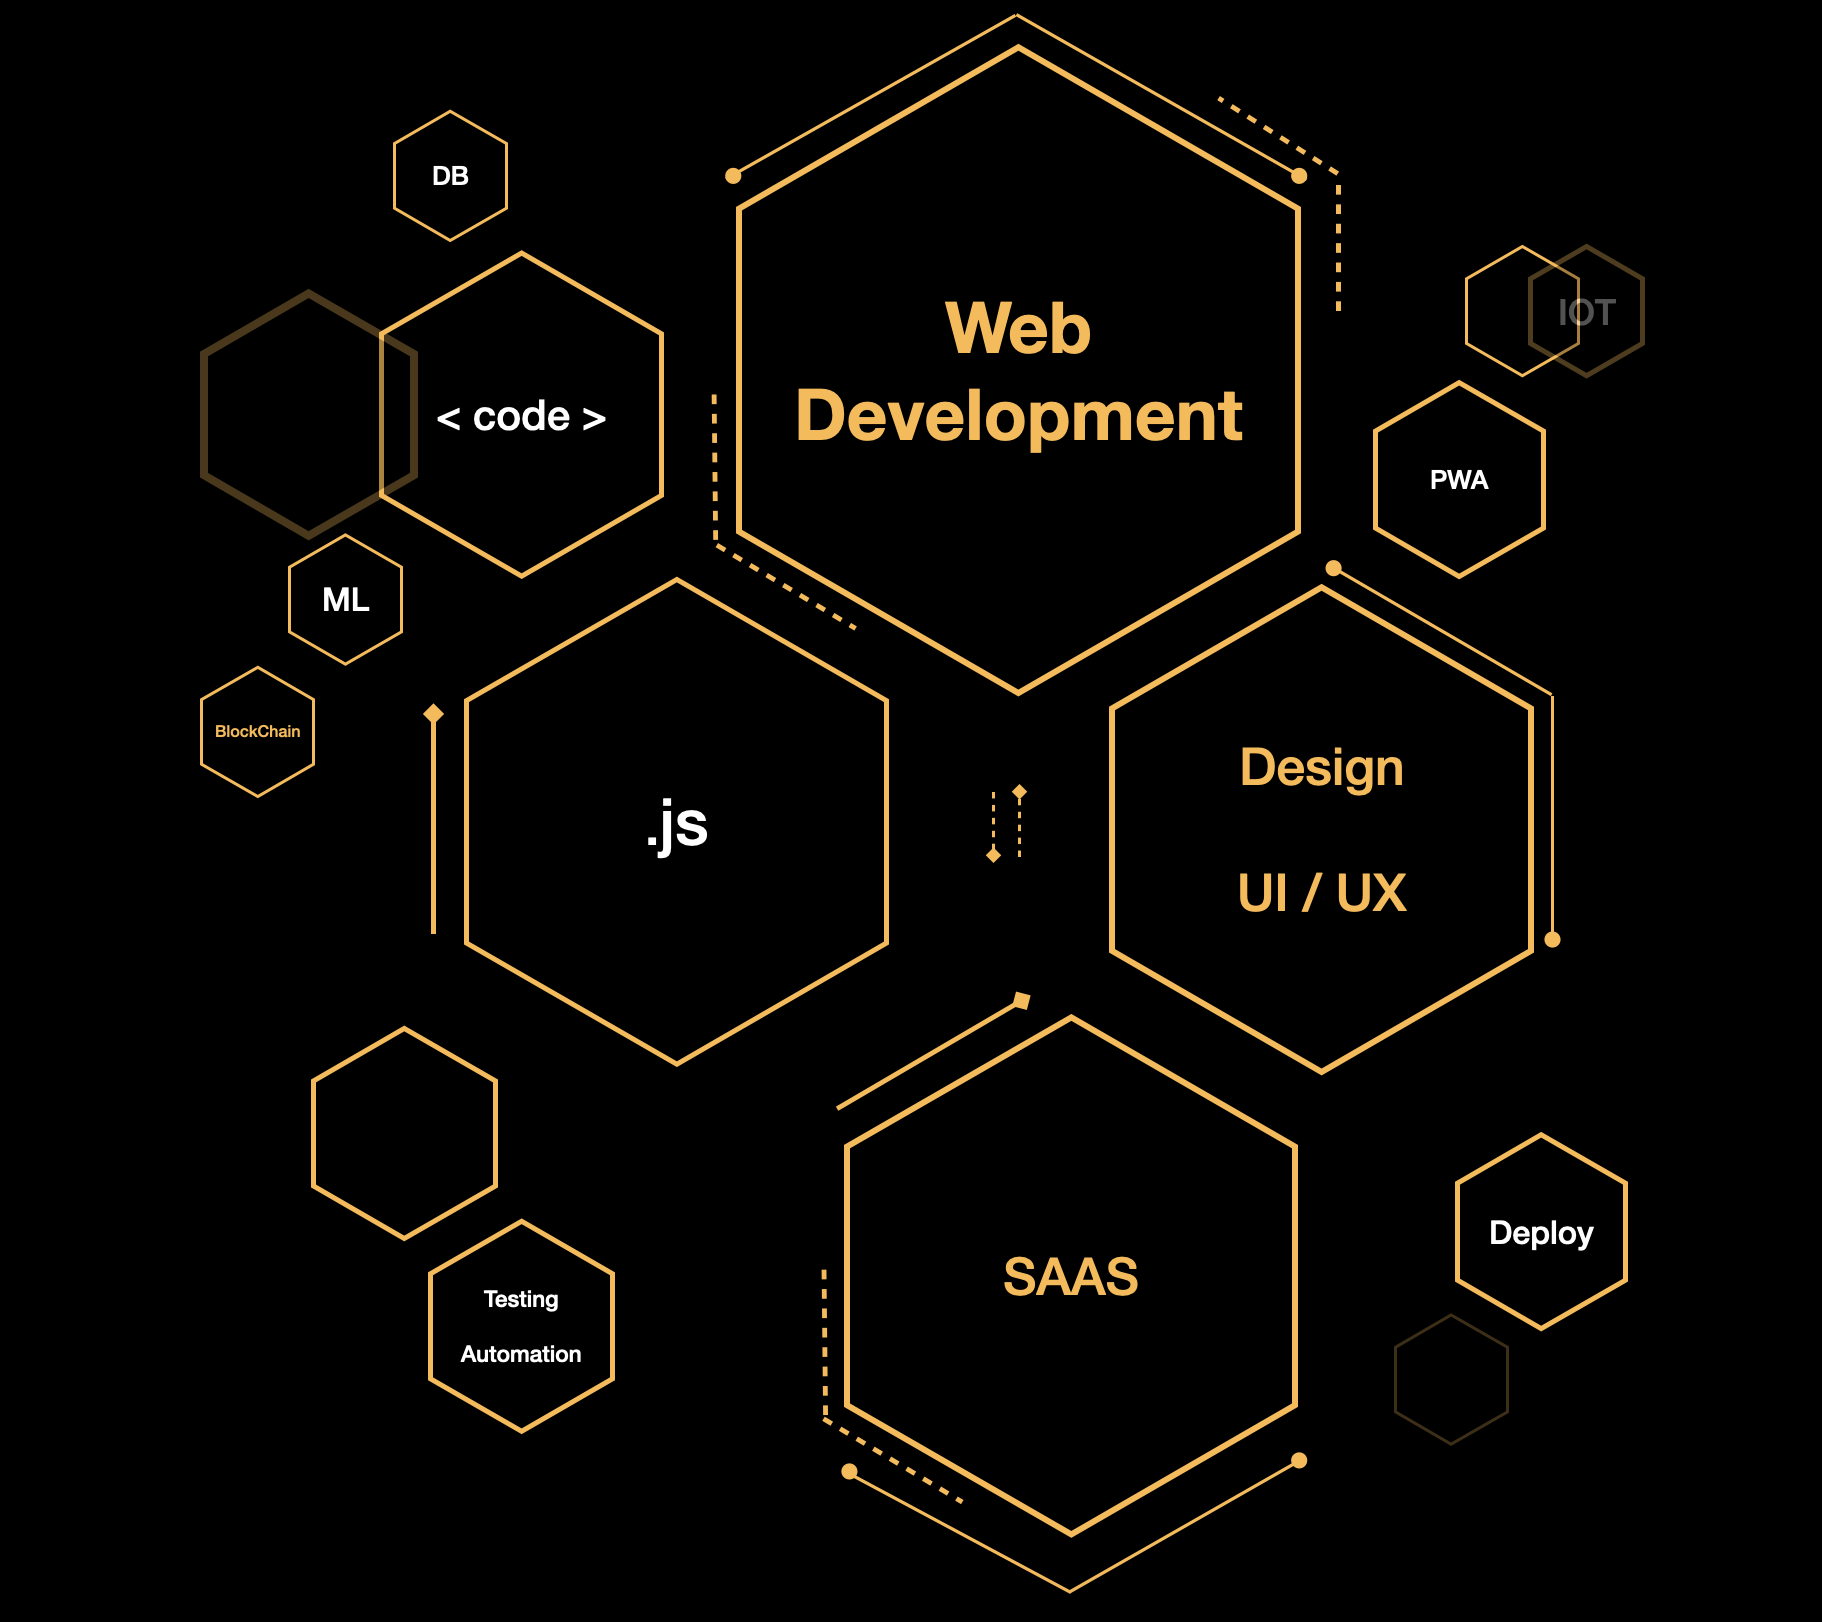 DB
Web
Development
IOT
< code >
PWA
ML
BlockChain
.js
Design
UI / UX
SAAS
Deploy
Testing
Automation